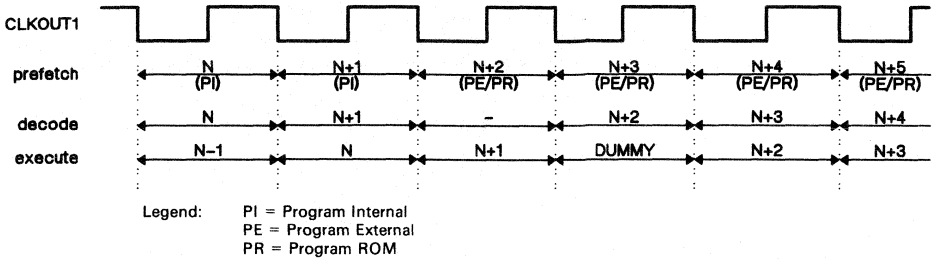 CLKOUT1
prefetch N N+1 N+2 N+3 N+4 N+5
(PI) (PI) (PE/PR) (PE/PR) (PE/PR) (PE/PR)
decode N N+1 – N+2 N+3 N+4
execute N–1 N N+1 DUMMY N+2 N+3
Legend: PI = Program Internal
PE = Program External
PR = Program ROM